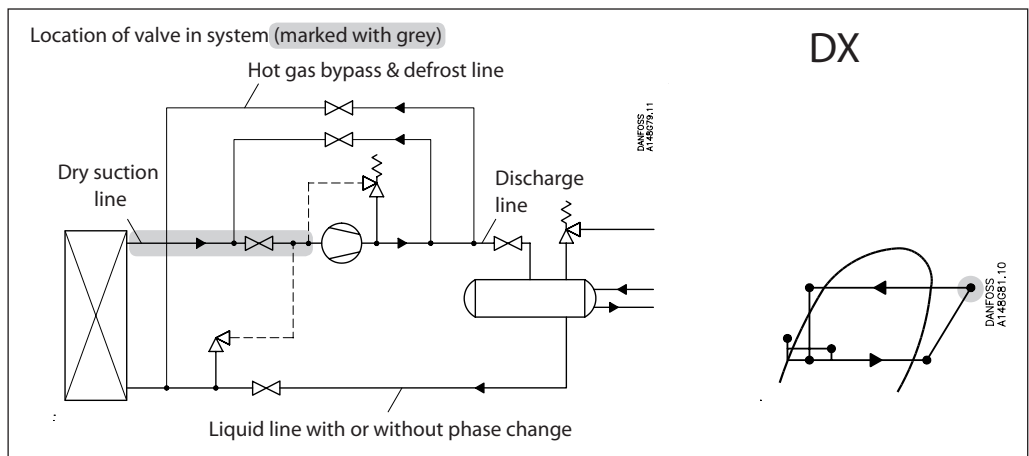 Location of valve in system (marked with grey)
DX
Hot gas bypass & defrost line
DANFOSS
A148G79.11
Dry suction
line
Discharge
line
DANFOSS
A148G81.10
Liquid line with or without phase change